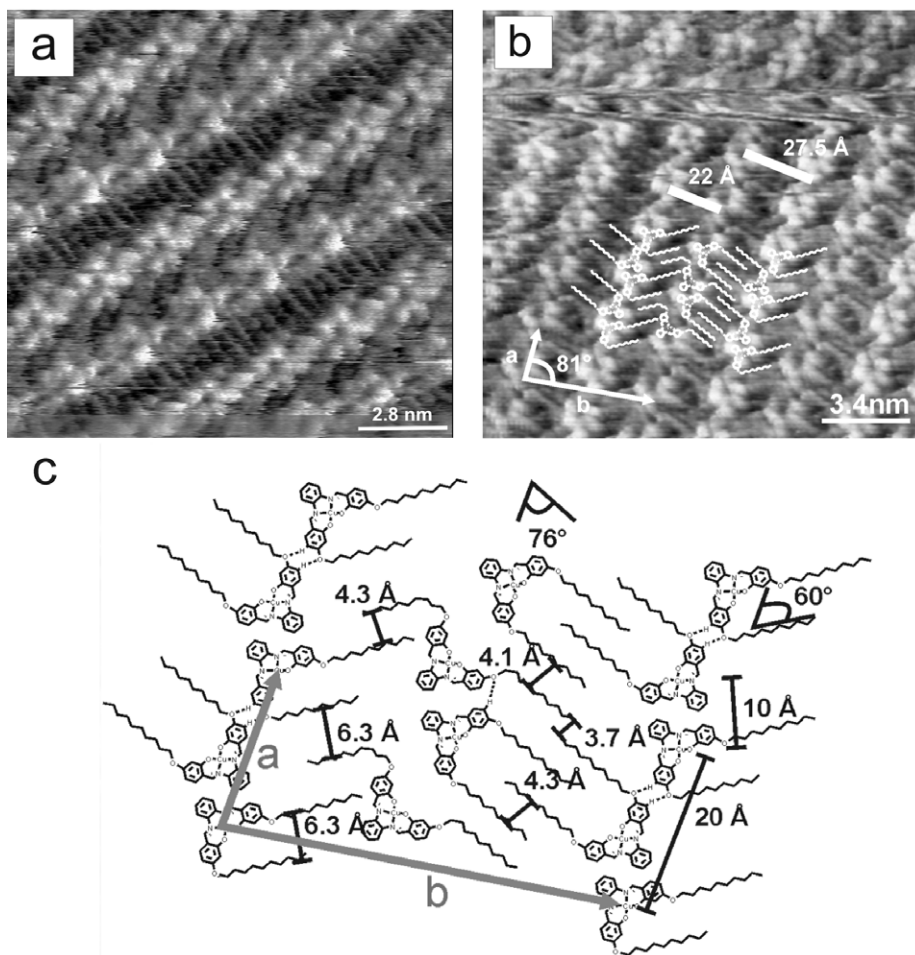 a
2.8 nm
b
27.5 Å
22 Å
a
81°
b
3.4nm
c
76°
4.3 Å
60°
4.1 Å
10 Å
6.3 Å
3.7 Å
a
4.3 Å
20 Å
6.3 Å
b